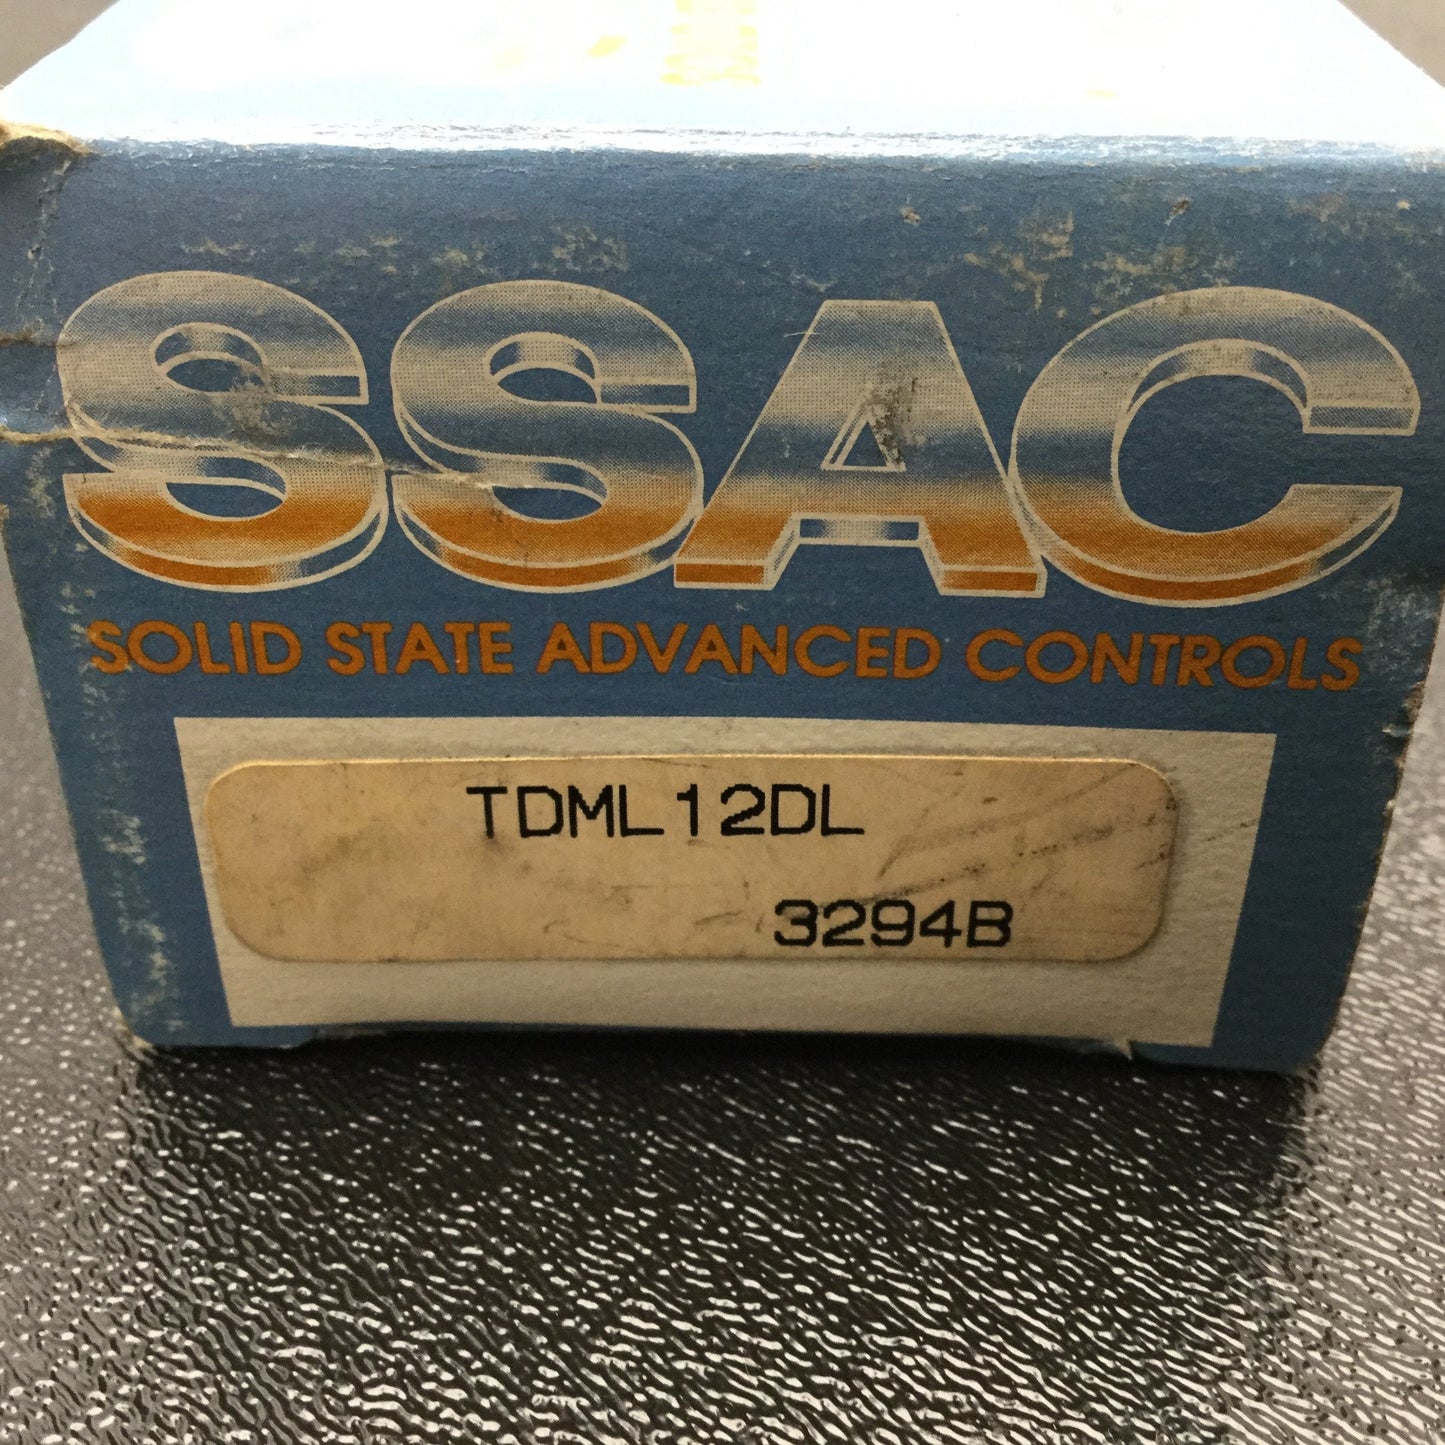 SSAC
SOLID STATE ADVANCED CONTROLS
TDML12DL
3294B